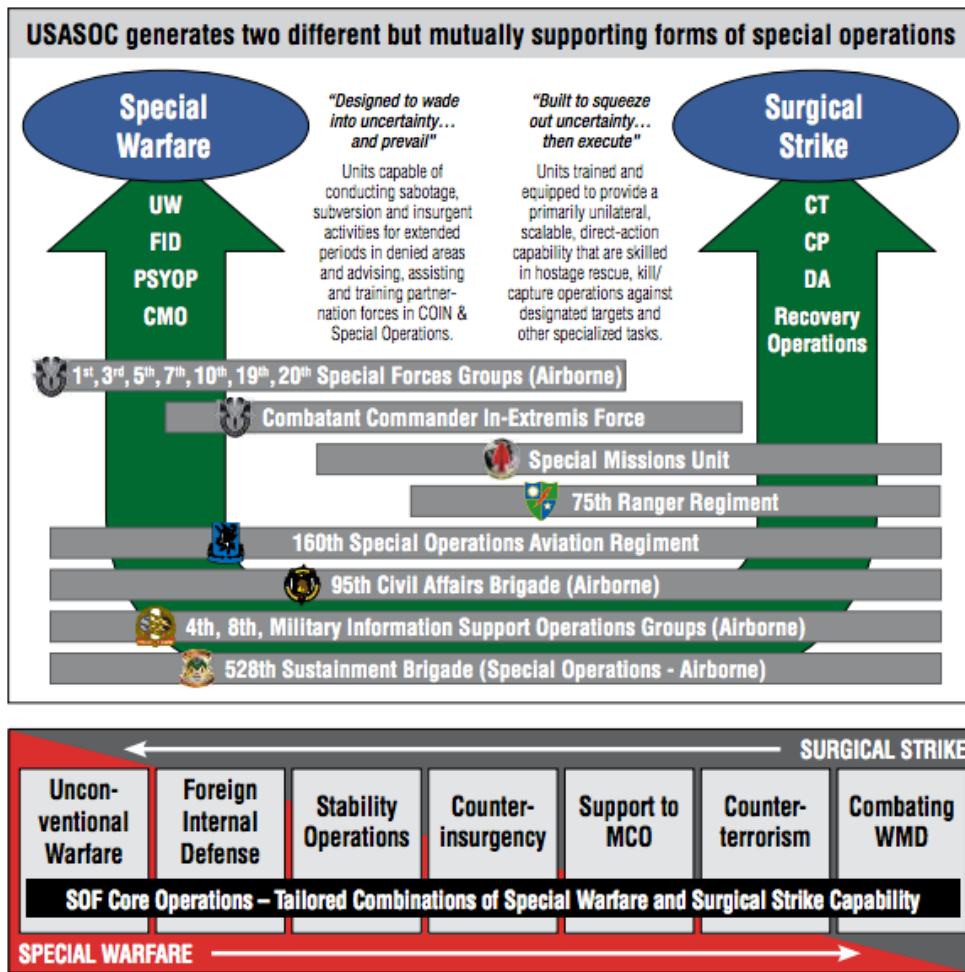 USASOC generates two different but mutually supporting forms of special operations
Special
Warfare
"Designed to wade
into uncertainty…
and prevail"
Units capable of
conducting sabotage,
subversion and insurgent
activities for extended
periods in denied areas
and advising, assisting
and training partner-
nation forces in COIN &
Special Operations.
"Built to squeeze
out uncertainty…
then execute"
Units trained and
equipped to provide a
primarily unilateral,
scalable, direct-action
capability that are skilled
in hostage rescue, kill/
capture operations against
designated targets and
other specialized tasks.
Surgical
Strike
UW
FID
PSYOP
CMO
CT
CP
DA
Recovery
Operations
1st, 3rd, 5th, 7th, 10th, 19th, 20th Special Forces Groups (Airborne)
Combatant Commander In-Extremis Force
Special Missions Unit
75th Ranger Regiment
160th Special Operations Aviation Regiment
95th Civil Affairs Brigade (Airborne)
4th, 8th, Military Information Support Operations Groups (Airborne)
528th Sustainment Brigade (Special Operations - Airborne)
SURGICAL STRIKE
Uncon-
ventional
Warfare
Foreign
Internal
Defense
Stability
Operations
Counter-
insurgency
Support to
MCO
Counter-
terrorism
Combating
WMD
SOF Core Operations – Tailored Combinations of Special Warfare and Surgical Strike Capability
SPECIAL WARFARE